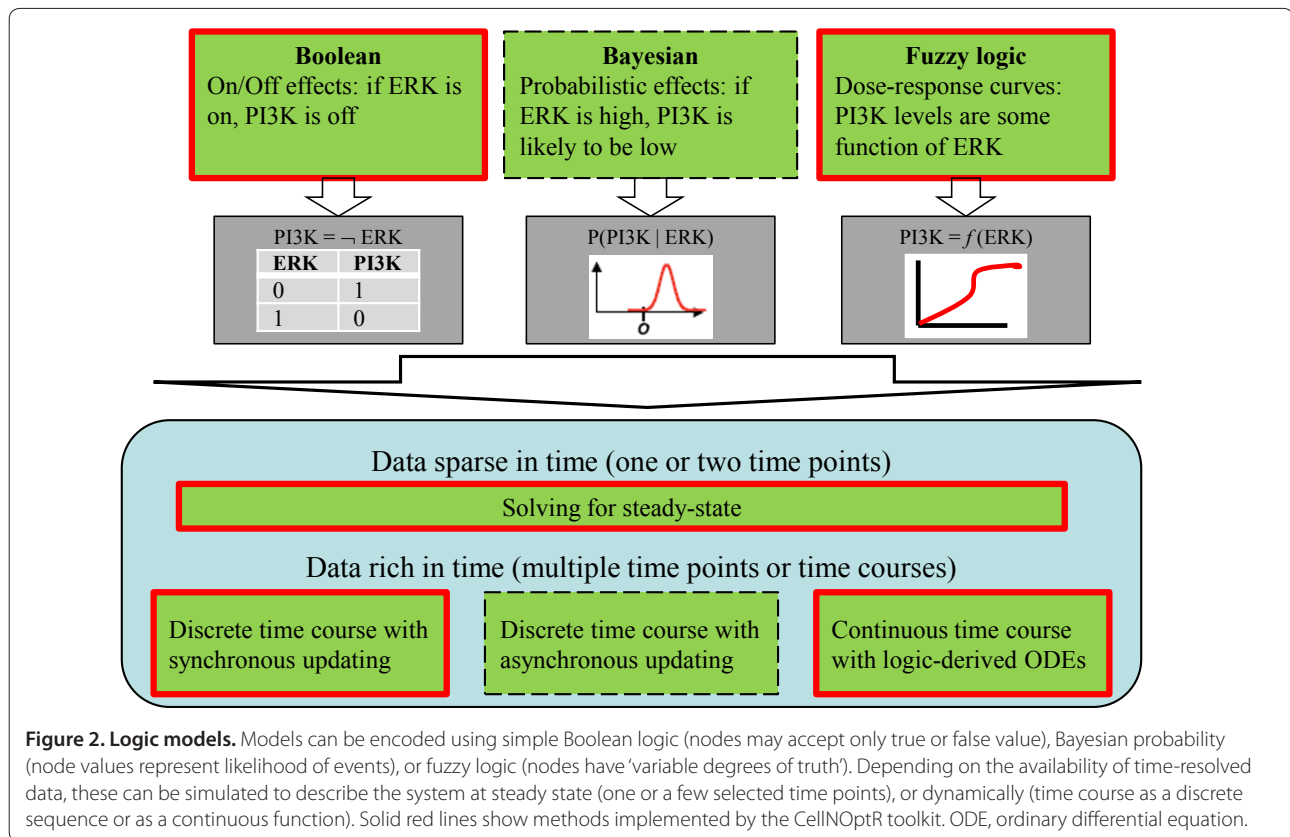 Boolean
On/Off effects: if ERK is
on, PI3K is off
Bayesian
Probabilistic effects: if
ERK is high, PI3K is
likely to be low
Fuzzy logic
Dose-response curves:
PI3K levels are some
function of ERK
PI3K = ¬ ERK
ERK PI3K
0 1
1 0
P(PI3K | ERK)
0
PI3K = f(ERK)
Data sparse in time (one or two time points)
Solving for steady-state
Data rich in time (multiple time points or time courses)
Discrete time course with
synchronous updating
Discrete time course with
asynchronous updating
Continuous time course
with logic-derived ODEs
Figure 2. Logic models. Models can be encoded using simple Boolean logic (nodes may accept only true or false value), Bayesian probability
(node values represent likelihood of events), or fuzzy logic (nodes have ‘variable degrees of truth’). Depending on the availability of time-resolved
data, these can be simulated to describe the system at steady state (one or a few selected time points), or dynamically (time course as a discrete
sequence or as a continuous function). Solid red lines show methods implemented by the CellNOptR toolkit. ODE, ordinary differential equation.